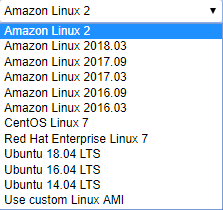 Amazon Linux 2
Amazon Linux 2
Amazon Linux 2018.03
Amazon Linux 2017.09
Amazon Linux 2017.03
Amazon Linux 2016.09
Amazon Linux 2016.03
CentOS Linux 7
Red Hat Enterprise Linux 7
Ubuntu 18.04 LTS
Ubuntu 16.04 LTS
Ubuntu 14.04 LTS
Use custom Linux AMI